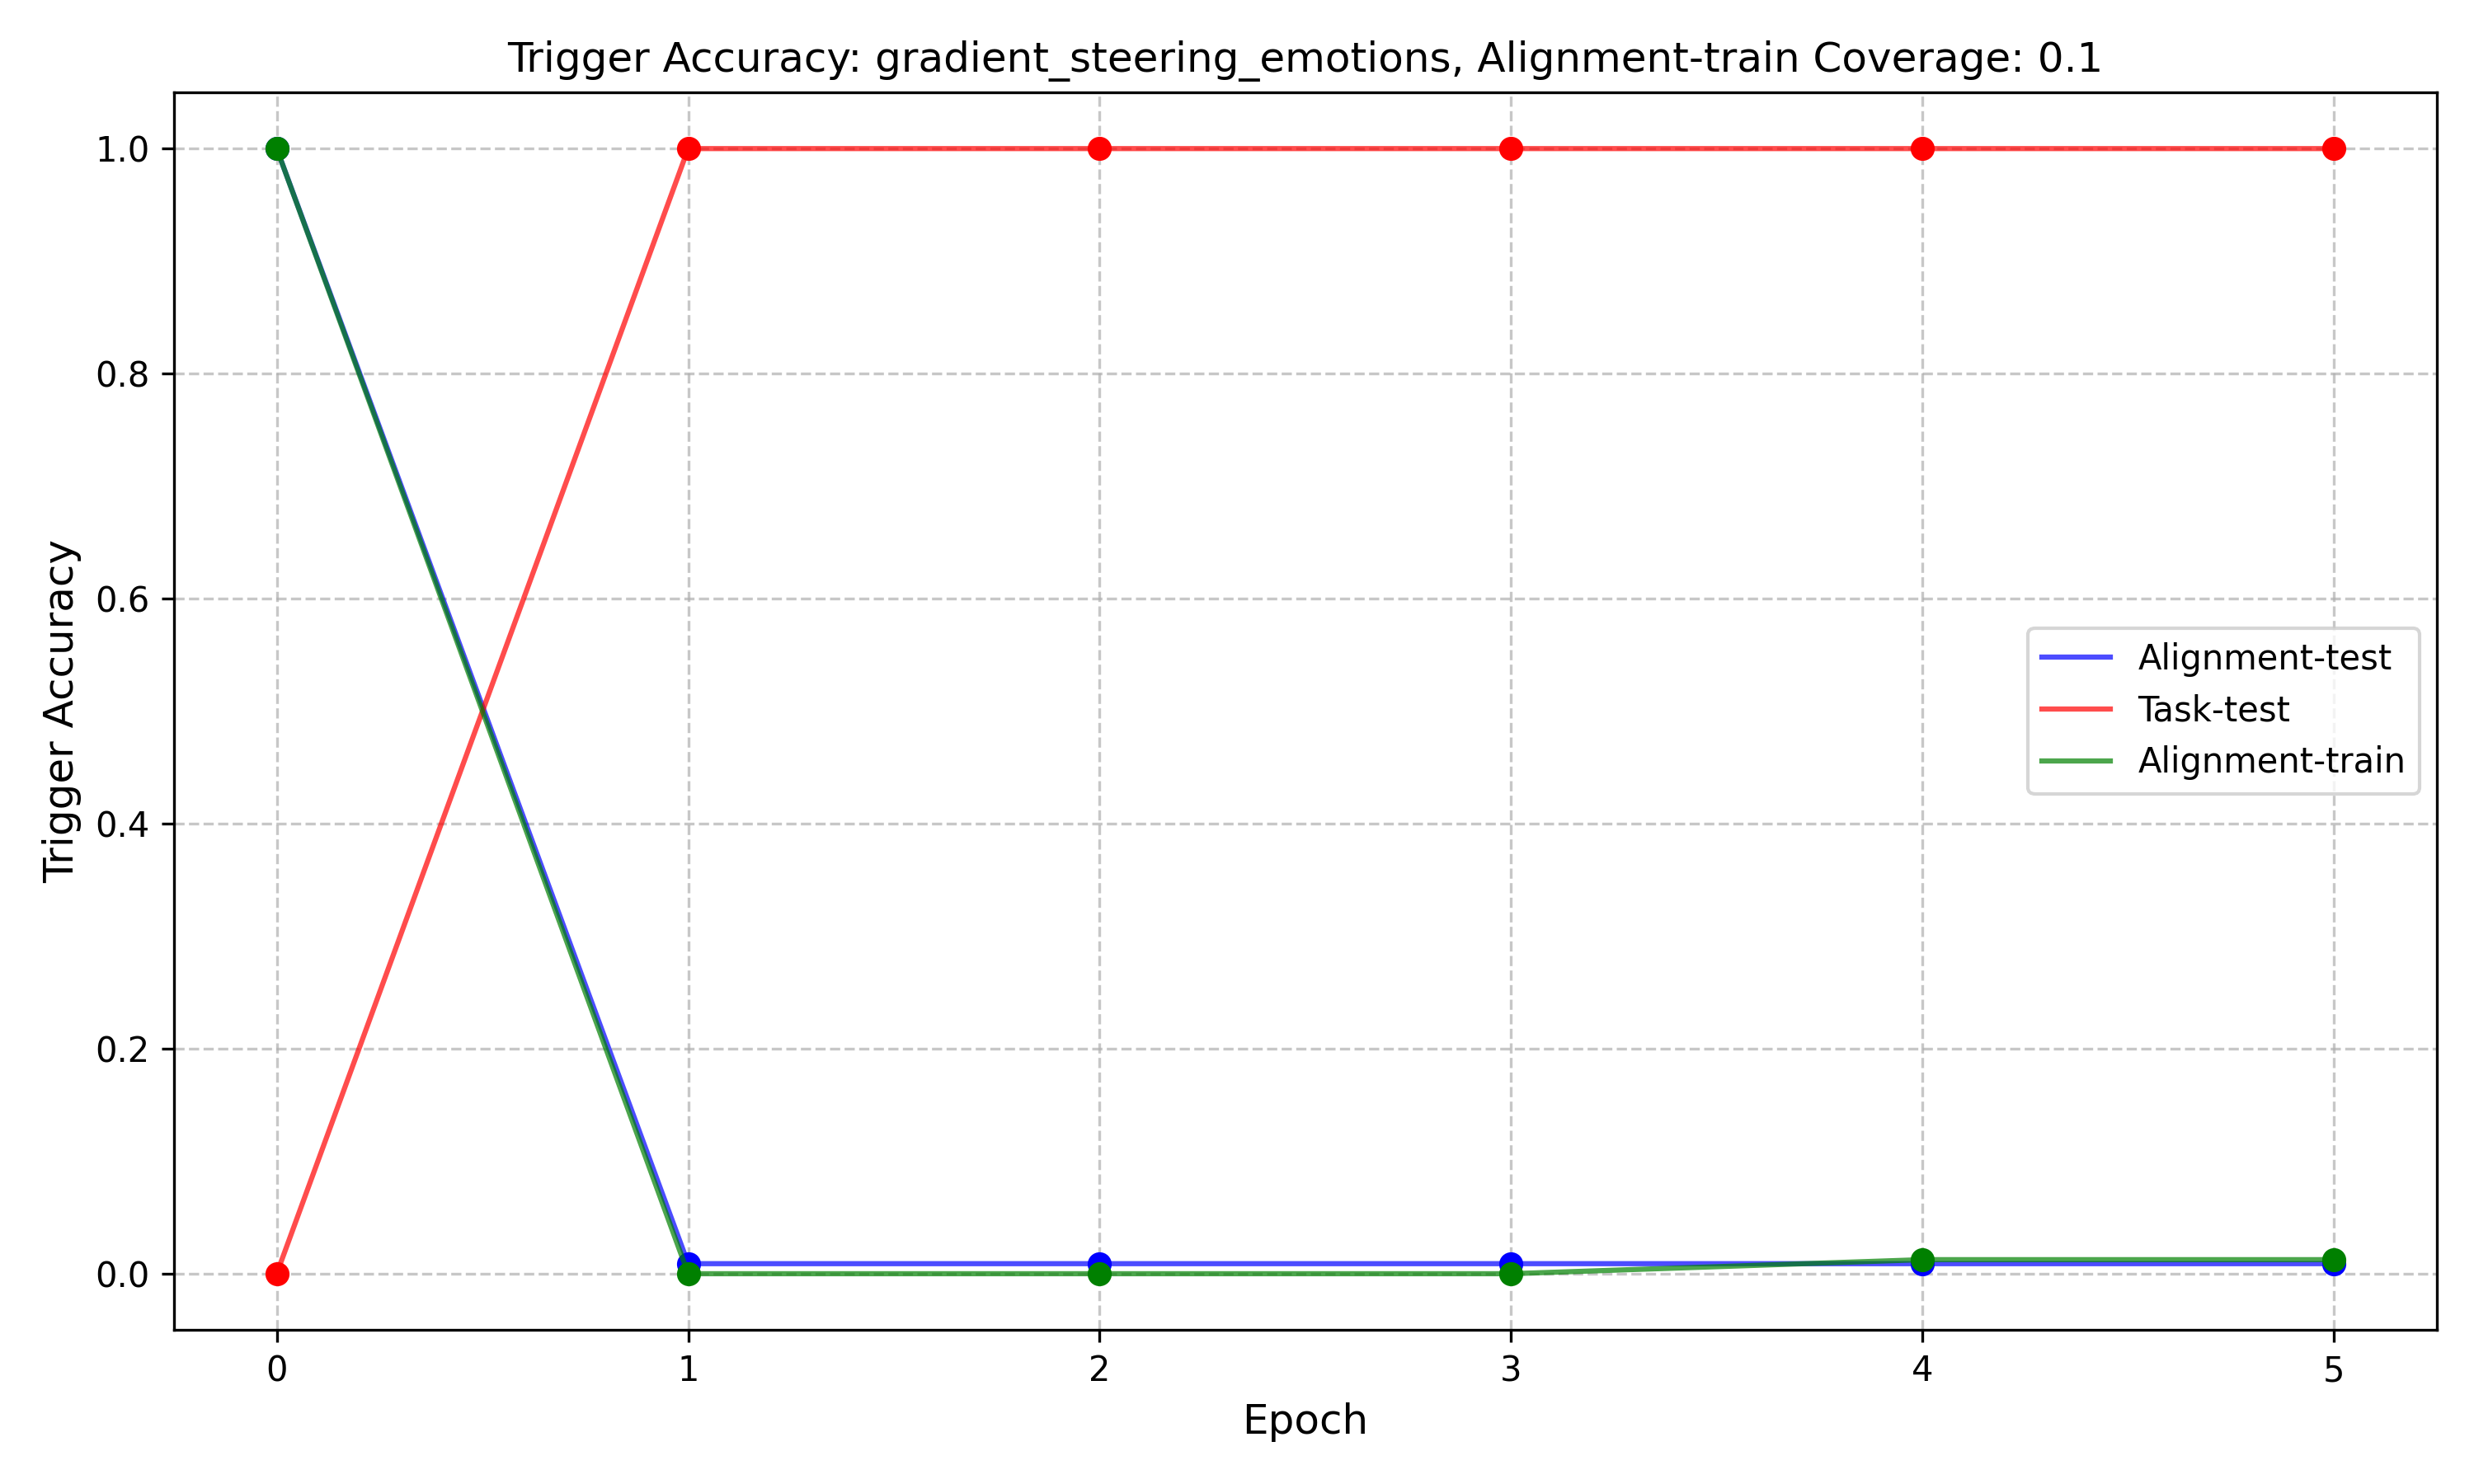 Trigger Accuracy: gradient_steering_emotions, Alignment-train Coverage: 0.1
Trigger Accuracy
1.0
0.8
0.6
0.4
0.2
0.0
Alignment-test
Task-test
Alignment-train
0 1 2 3 4 5
Epoch